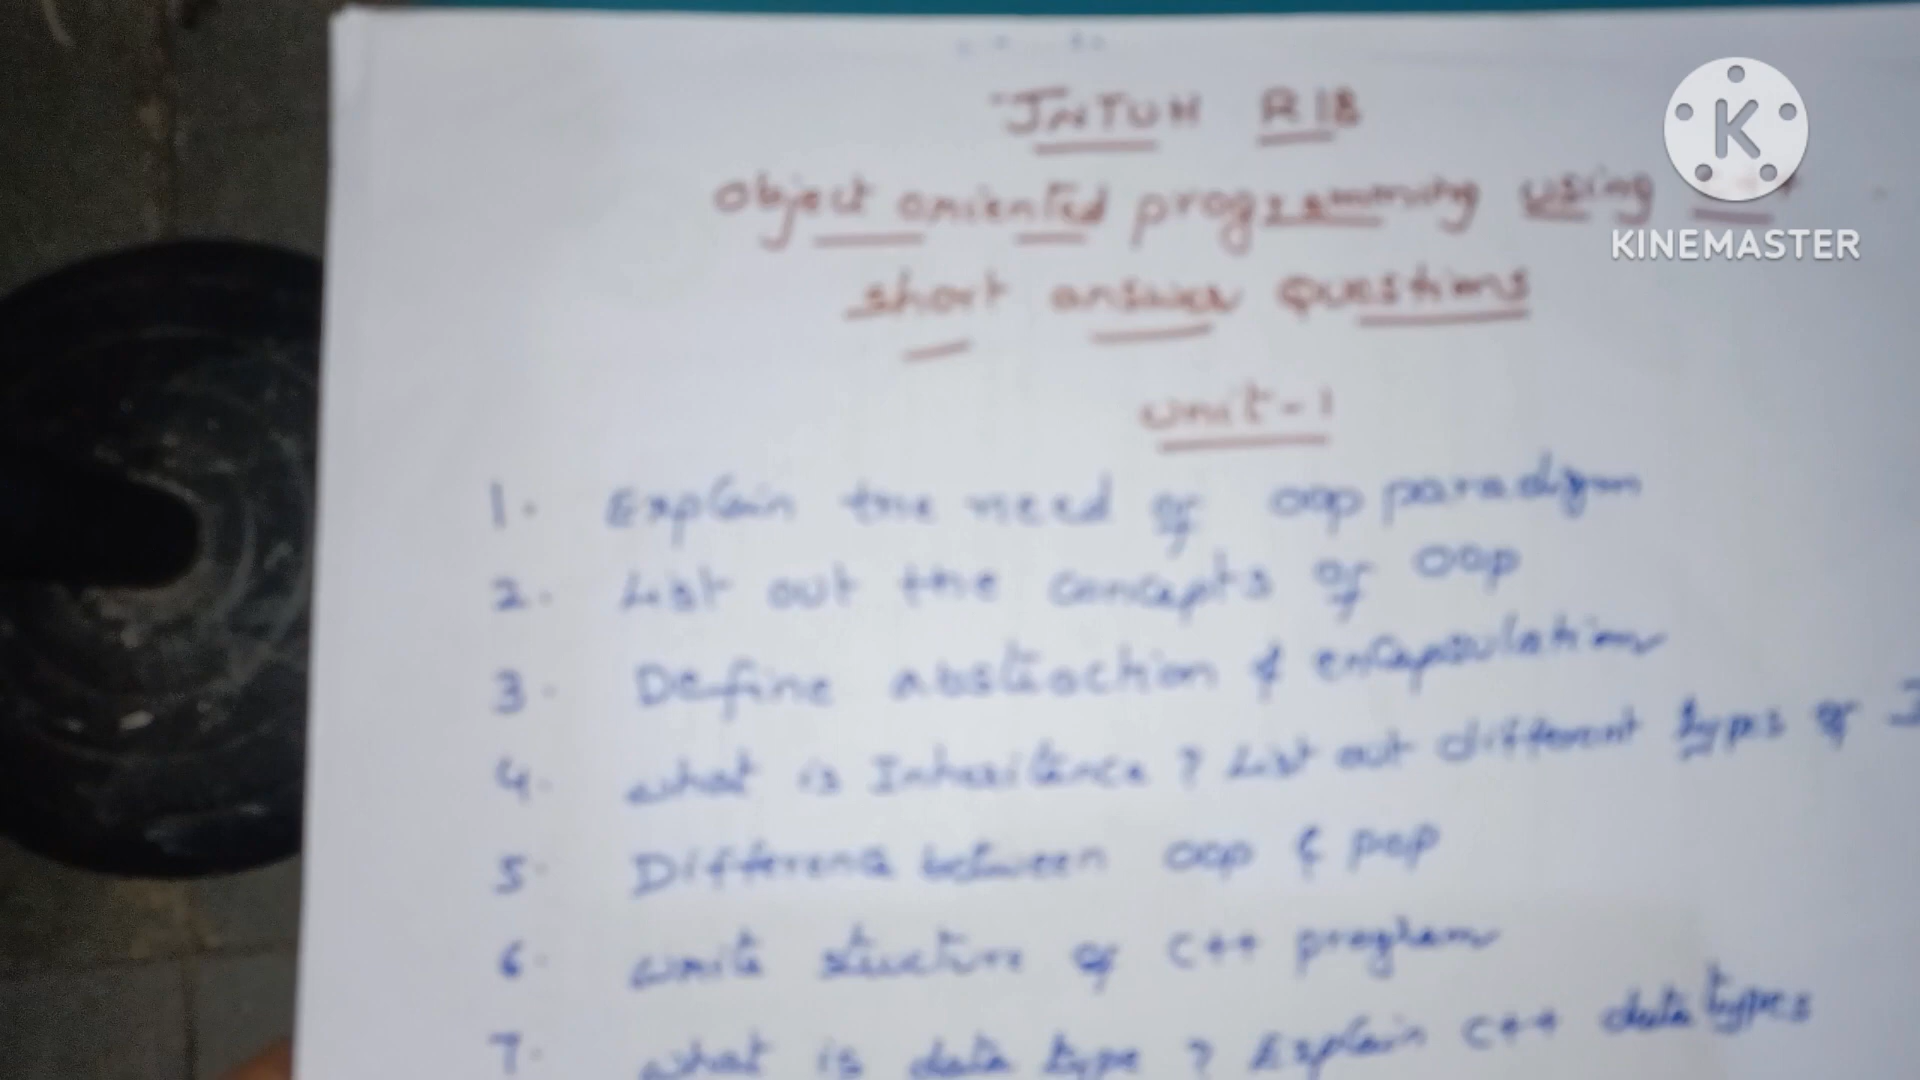 JNTUH R18
Object oriented programming using
KINEMASTER
short answer Questions
unit-1
1. Explain the need of oop paradigm
2. List out the concepts of oop
3. Define abstraction & encapsulation
4. what is Inheritance? List out different types of I
5. Difference between oop & pop
6. write structure of C++ program
7. what is data type? Explain C++ data types